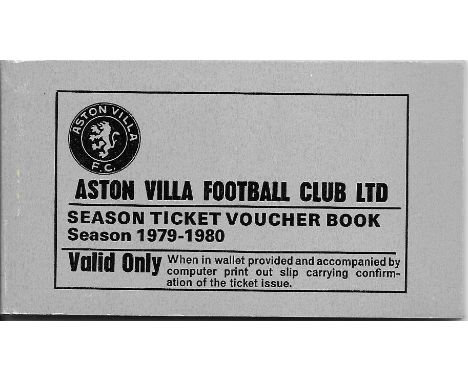 ASTON VILLA
F.C.
ASTON VILLA FOOTBALL CLUB LTD
SEASON TICKET VOUCHER BOOK
Season 1979-1980
Valid Only When in wallet provided and accompanied by
computer print out slip carrying confirm-
ation of the ticket issue.